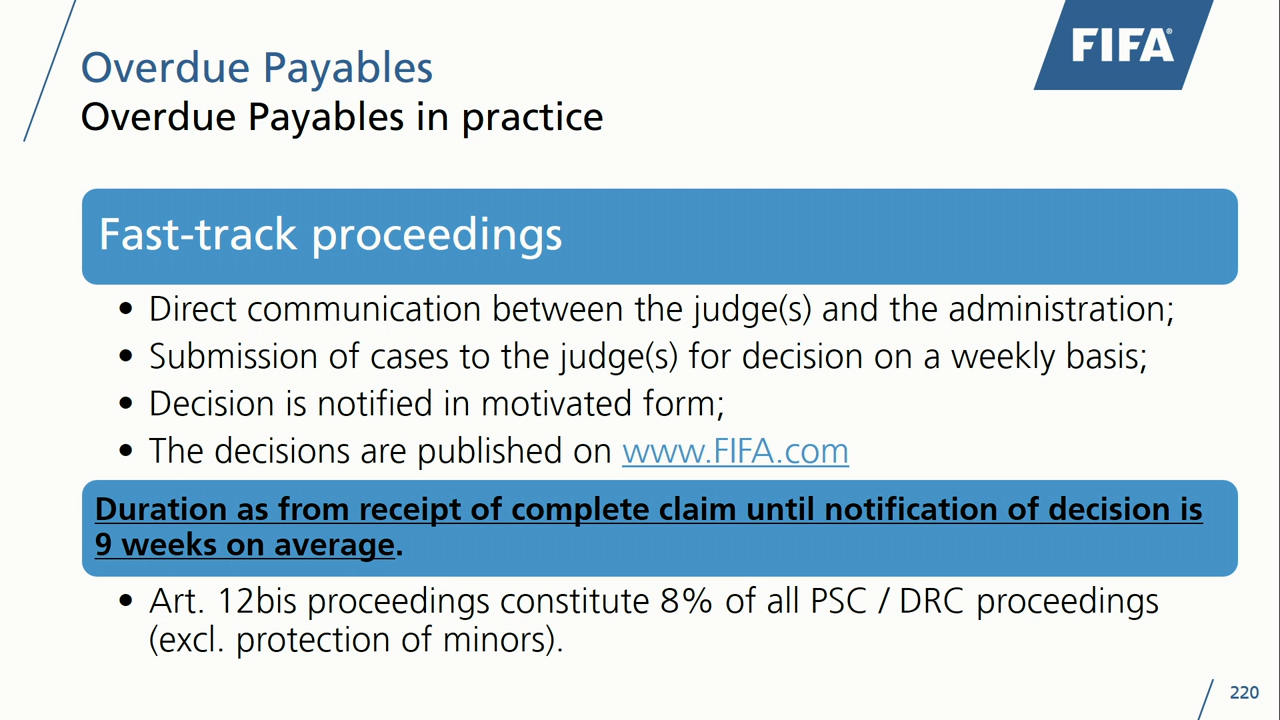 FIFA®
Overdue Payables
Overdue Payables in practice
Fast-track proceedings
• Direct communication between the judge(s) and the administration;
• Submission of cases to the judge(s) for decision on a weekly basis;
• Decision is notified in motivated form;
• The decisions are published on www.FIFA.com
Duration as from receipt of complete claim until notification of decision is
9 weeks on average.
• Art. 12bis proceedings constitute 8% of all PSC / DRC proceedings
(excl. protection of minors).
220